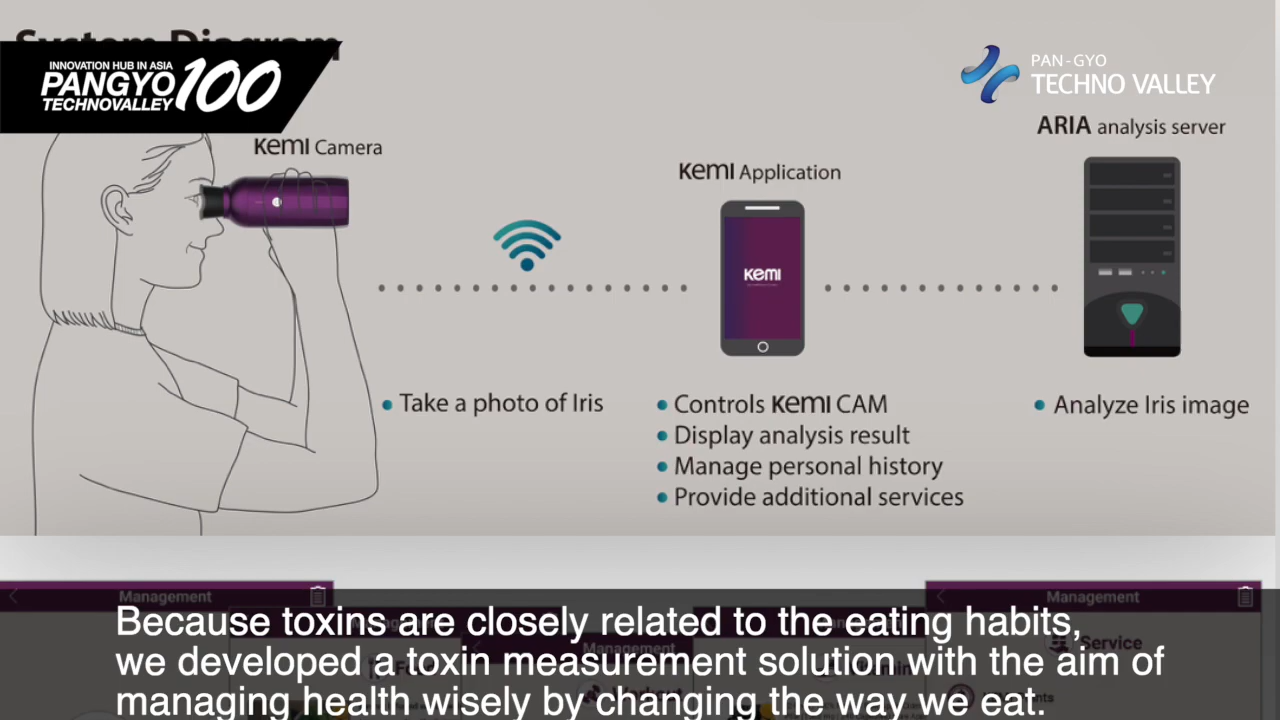 System Diagram
INNOVATION HUB IN ASIA
PANGYO 100
TECHNOVALLEY
PAN-GYO
TECHNO VALLEY
KEMI Camera
KEMI Application
ARIA analysis server
KEMI
• Take a photo of Iris
• Controls KEMI CAM
• Display analysis result
• Manage personal history
• Provide additional services
• Analyze Iris image
Management
Management
Management
Service
Because toxins are closely related to the eating habits,
we developed a toxin measurement solution with the aim of
managing health wisely by changing the way we eat.